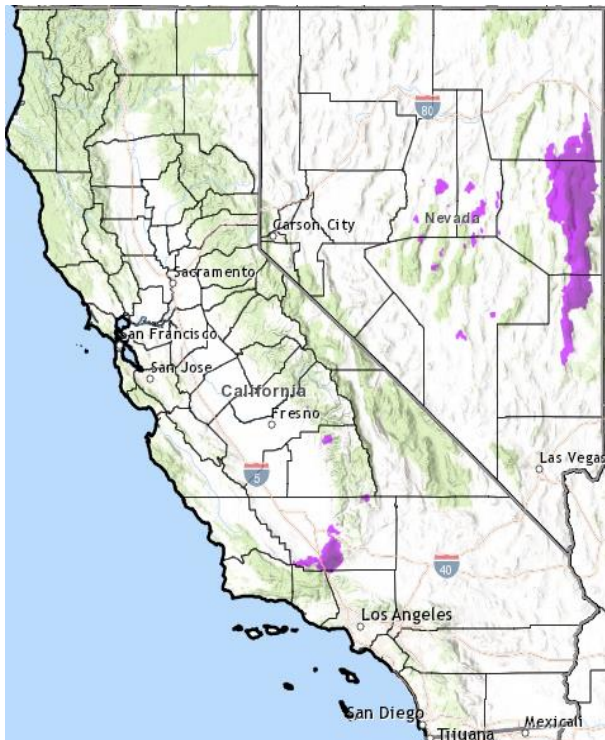 80
Nevada
Carson City
Sacramento
San Francisco
San Jose
California
Fresno
5
Las Vegas
40
Los Angeles
San Diego
Tijuana
Mexicali